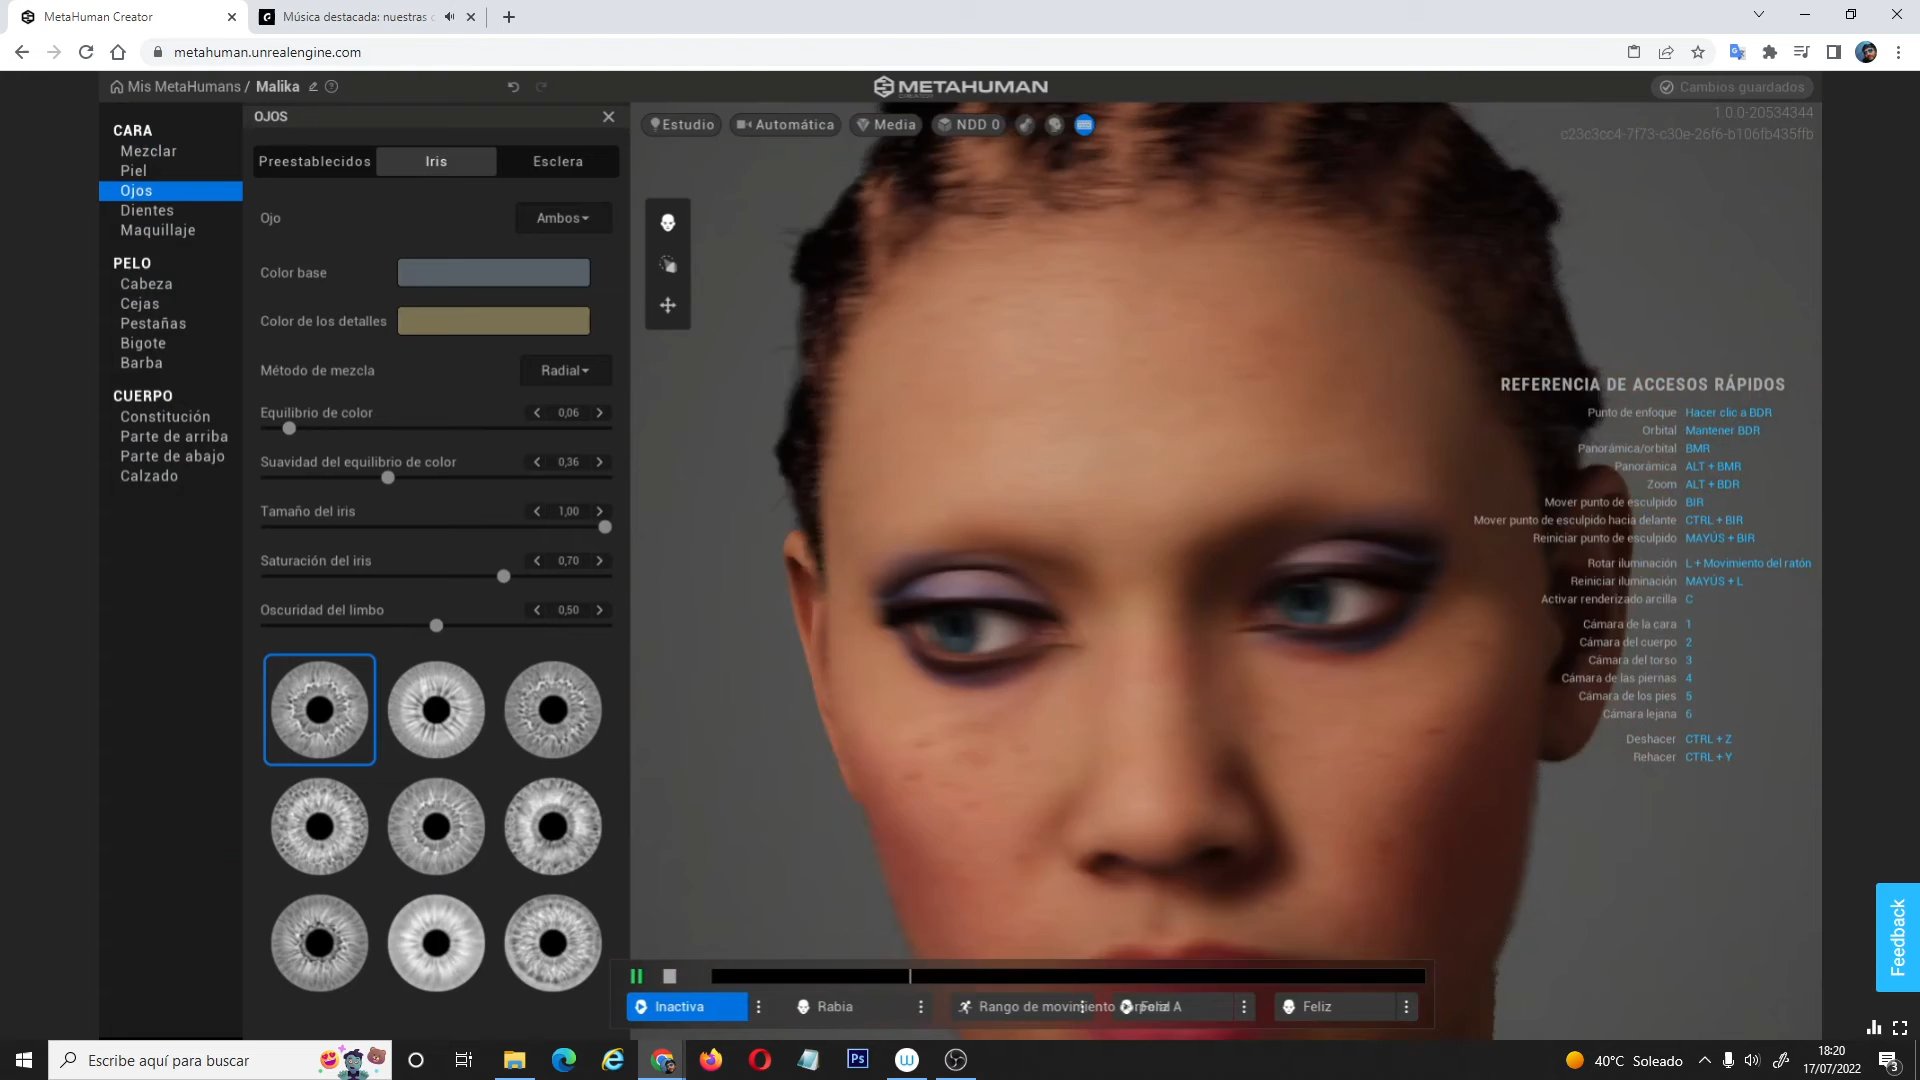 MetaHuman Creator
Música destacada: nuestras c
metahuman.unrealengine.com
Mis MetaHumans / Malika
METAHUMAN
CREATOR
Cambios guardados
1.0.0-20534344
c23c3cc4-7f73-c30e-26f6-b106fb435ffb
CARA
Mezclar
Piel
Ojos
Dientes
Maquillaje
PELO
Cabeza
Cejas
Pestañas
Bigote
Barba
CUERPO
Constitución
Parte de arriba
Parte de abajo
Calzado
OJOS
Preestablecidos
Iris
Esclera
Ojo
Ambos
Color base
Color de los detalles
Método de mezcla
Radial
Equilibrio de color
0,06
Suavidad del equilibrio de color
0,36
Tamaño del iris
1,00
Saturación del iris
0,70
Oscuridad del limbo
0,50
Estudio
Automática
Media
NDD 0
REFERENCIA DE ACCESOS RÁPIDOS
Punto de enfoque Hacer clic a BDR
Orbital Mantener BDR
Panorámica/orbital BMR
Panorámica ALT + BMR
Zoom ALT + BDR
Mover punto de esculpido BIR
Mover punto de esculpido hacia delante CTRL + BIR
Reiniciar punto de esculpido MAYÚS + BIR
Rotar iluminación L + Movimiento del ratón
Reiniciar iluminación MAYÚS + L
Activar renderizado arcilla C
Cámara de la cara 1
Cámara del cuerpo 2
Cámara del torso 3
Cámara de las piernas 4
Cámara de los pies 5
Cámara lejana 6
Deshacer CTRL + Z
Rehacer CTRL + Y
Feedback
Inactiva
Rabia
Rango de movimiento corporal
Feliz A
Feliz
Escribe aquí para buscar
40°C Soleado
18:20
17/07/2022
3